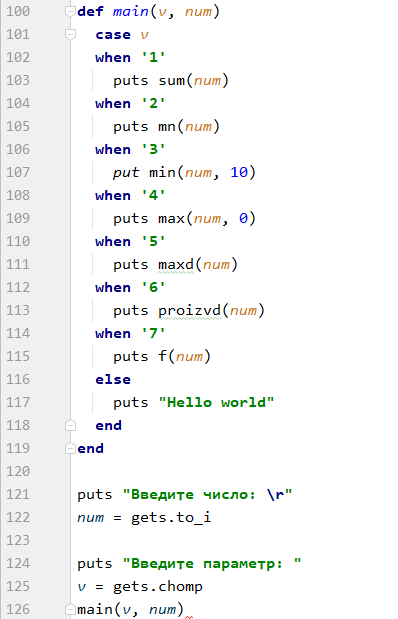 100 def main(v, num)
101   case v
102   when '1'
103     puts sum(num)
104   when '2'
105     puts mn(num)
106   when '3'
107     put min(num, 10)
108   when '4'
109     puts max(num, 0)
110   when '5'
111     puts maxd(num)
112   when '6'
113     puts proizvd(num)
114   when '7'
115     puts f(num)
116   else
117     puts "Hello world"
118   end
119 end
120
121 puts "Введите число: \r"
122 num = gets.to_i
123
124 puts "Введите параметр: "
125 v = gets.chomp
126 main(v, num)